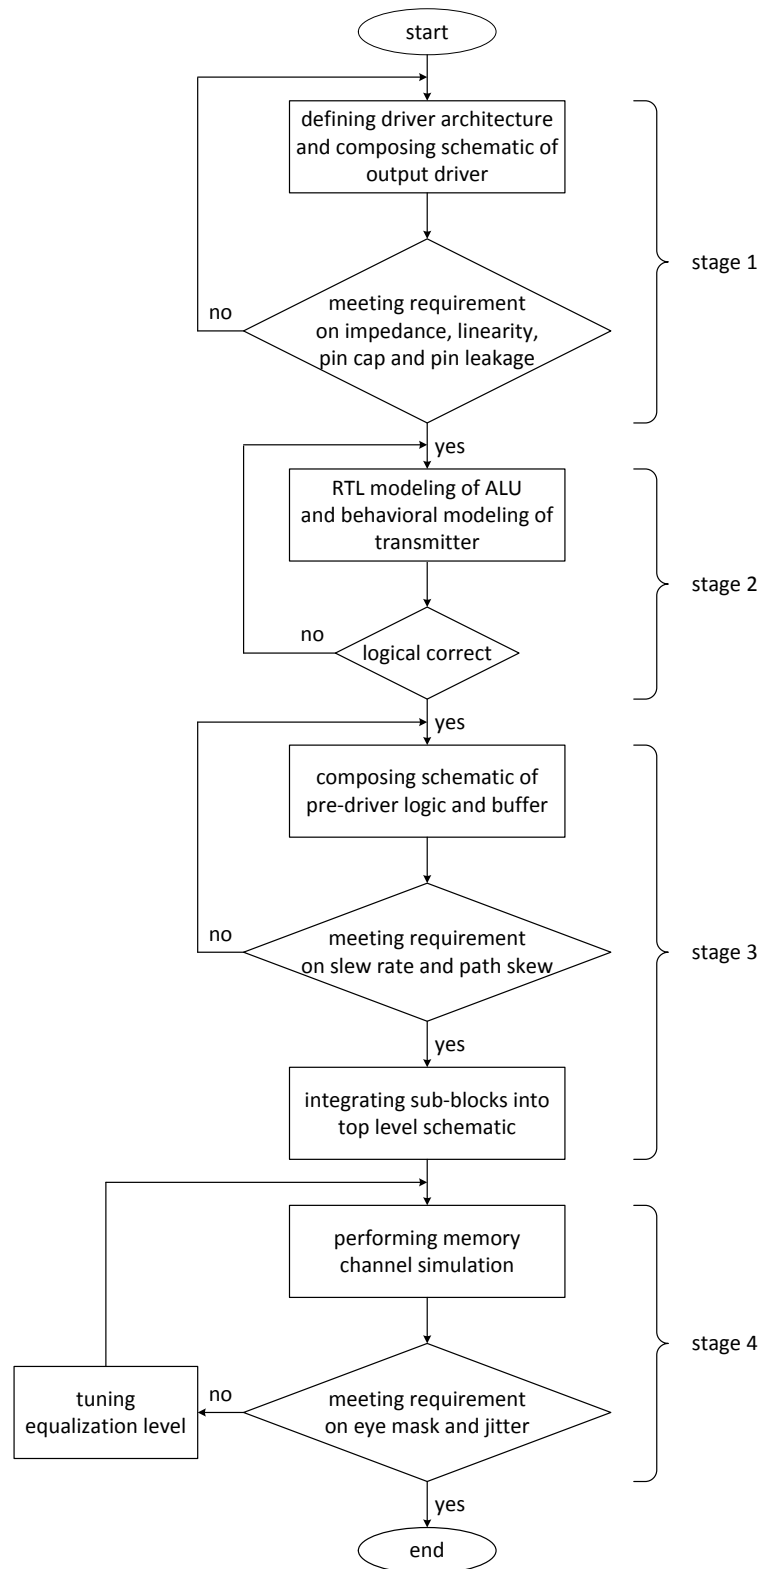 start
defining driver architecture
and composing schematic of
output driver
stage 1
no
meeting requirement
on impedance, linearity,
pin cap and pin leakage
yes
RTL modeling of ALU
and behavioral modeling of
transmitter
stage 2
no
logical correct
yes
composing schematic of
pre-driver logic and buffer
no
meeting requirement
on slew rate and path skew
stage 3
yes
integrating sub-blocks into
top level schematic
performing memory
channel simulation
stage 4
tuning
equalization level
no
meeting requirement
on eye mask and jitter
yes
end